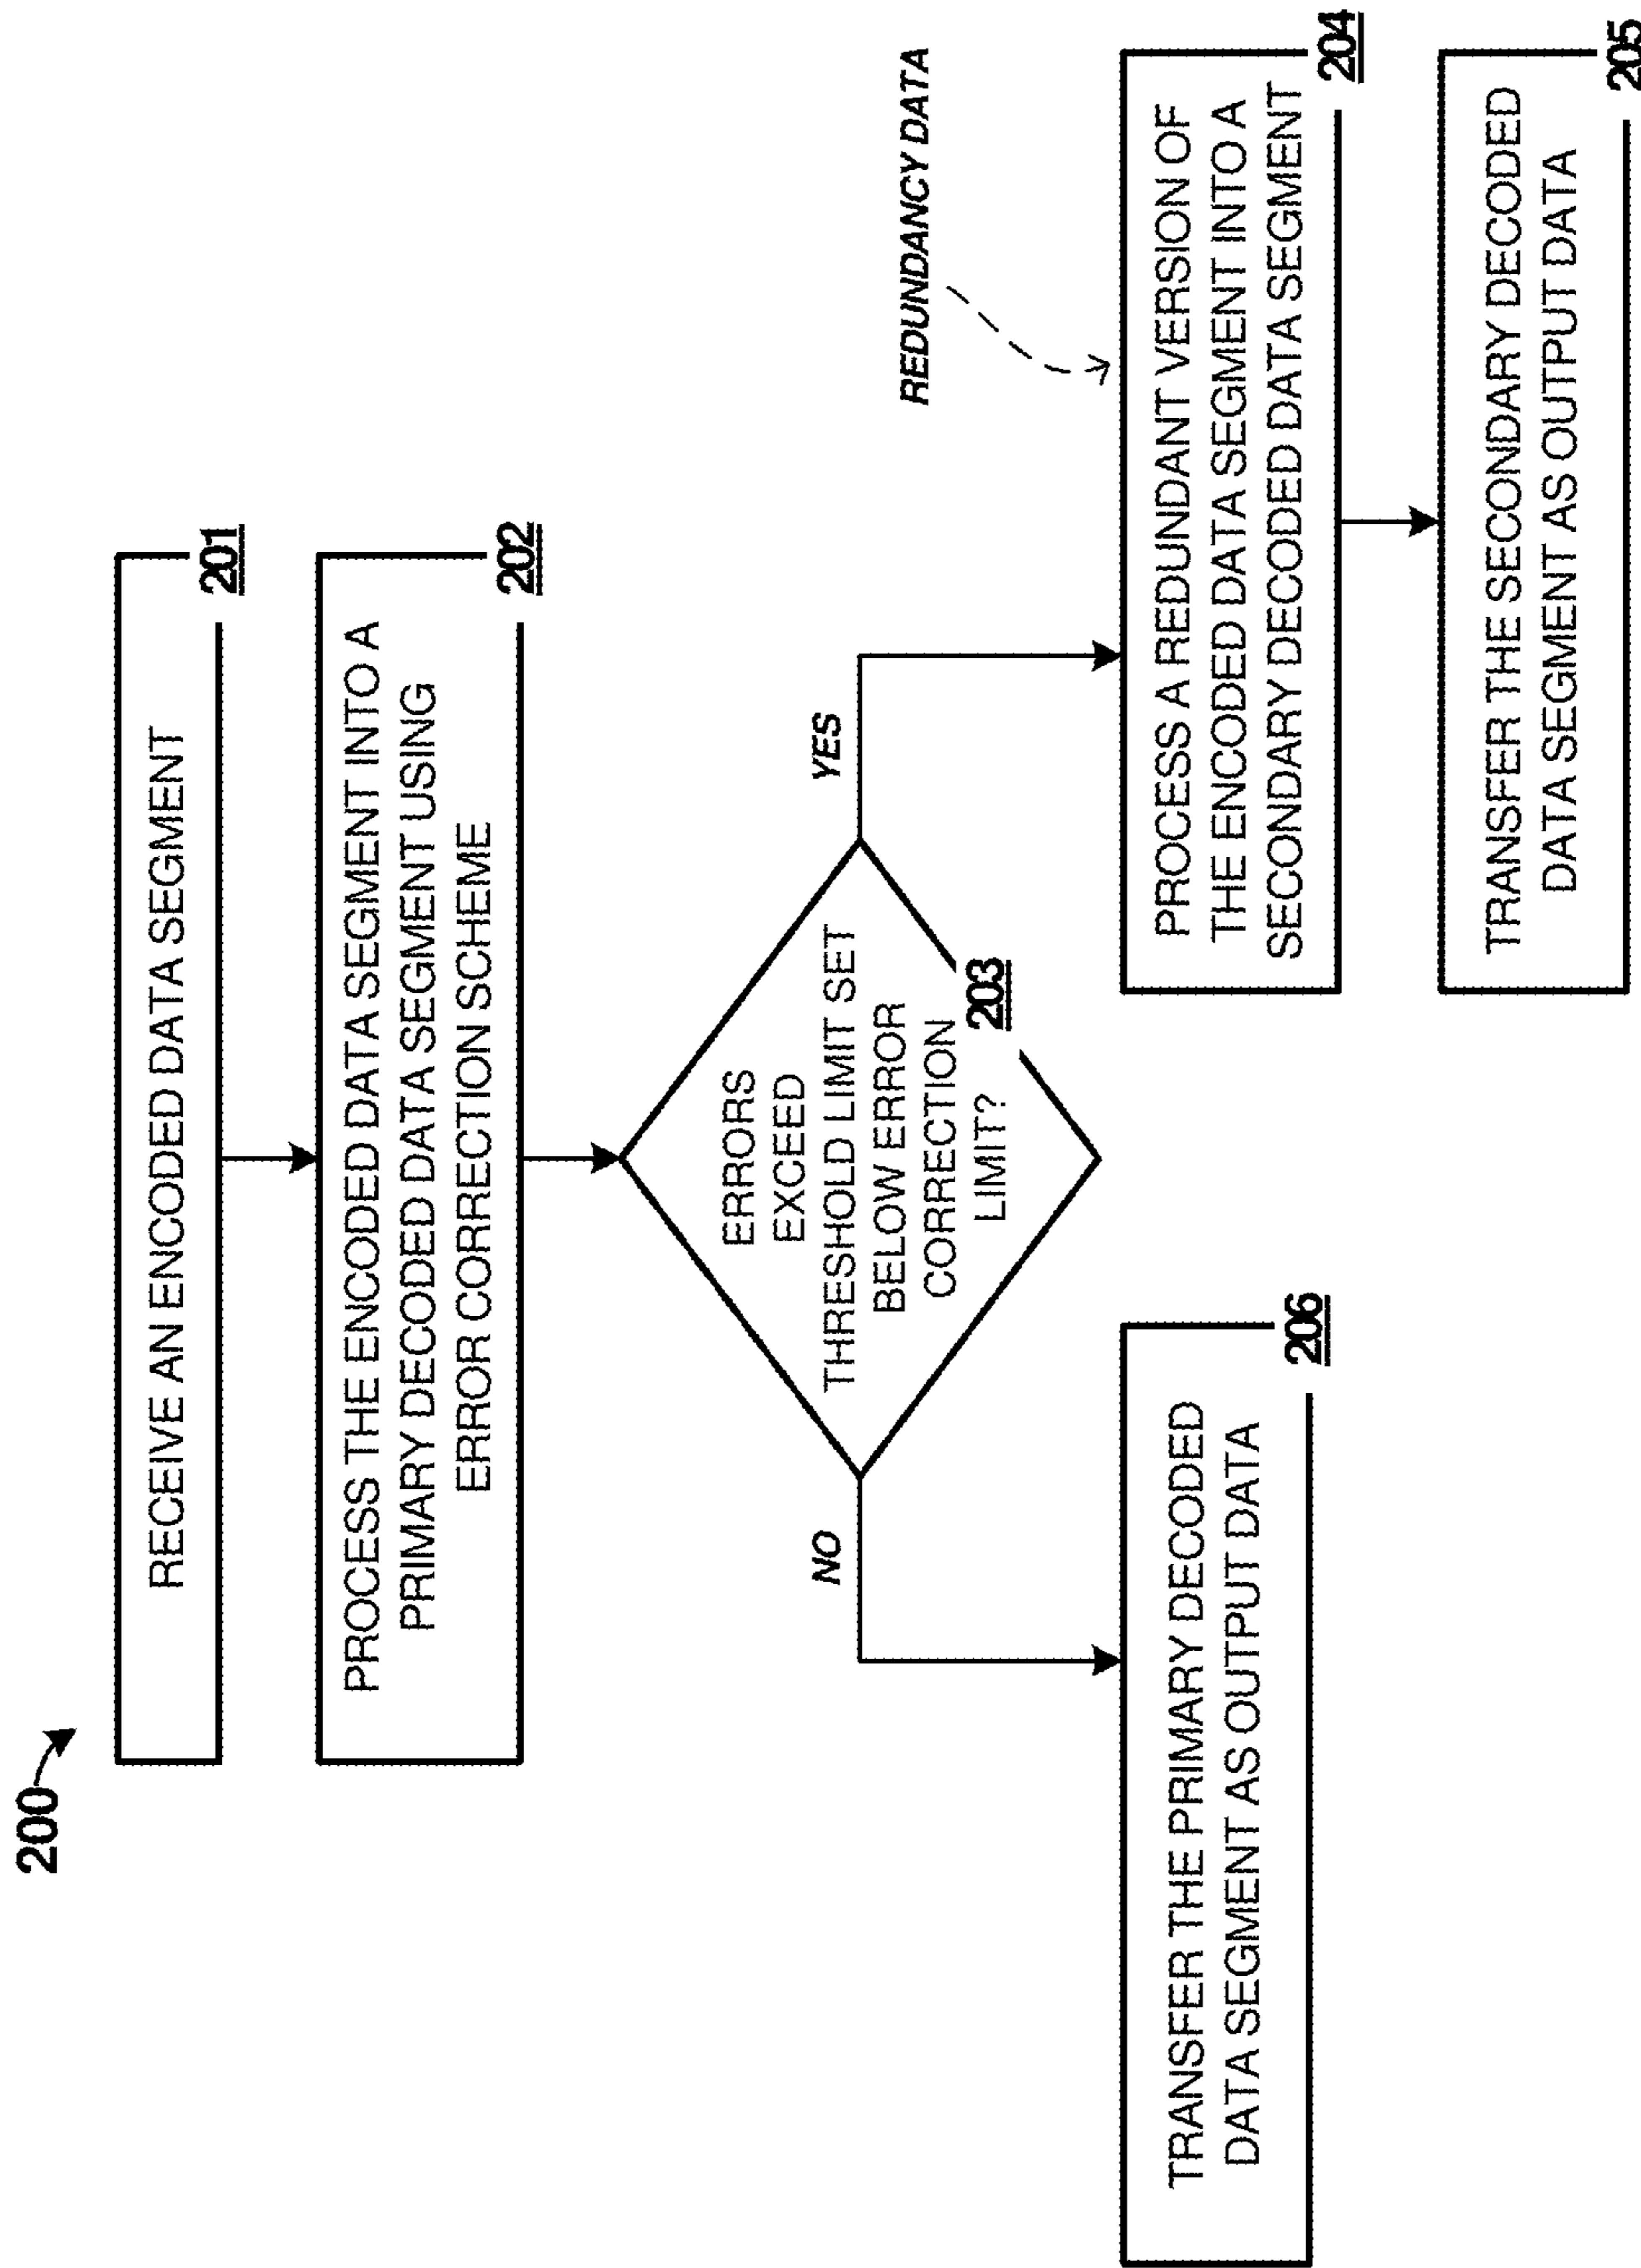 200
RECEIVE AN ENCODED DATA SEGMENT
201
PROCESS THE ENCODED DATA SEGMENT INTO A
PRIMARY DECODED DATA SEGMENT USING
ERROR CORRECTION SCHEME
202
ERRORS
EXCEED
THRESHOLD LIMIT SET
BELOW ERROR
CORRECTION
LIMIT?
203
NO
YES
REDUNDANCY DATA
TRANSFER THE PRIMARY DECODED
DATA SEGMENT AS OUTPUT DATA
206
PROCESS A REDUNDANT VERSION OF
THE ENCODED DATA SEGMENT INTO A
SECONDARY DECODED DATA SEGMENT
204
TRANSFER THE SECONDARY DECODED
DATA SEGMENT AS OUTPUT DATA
205